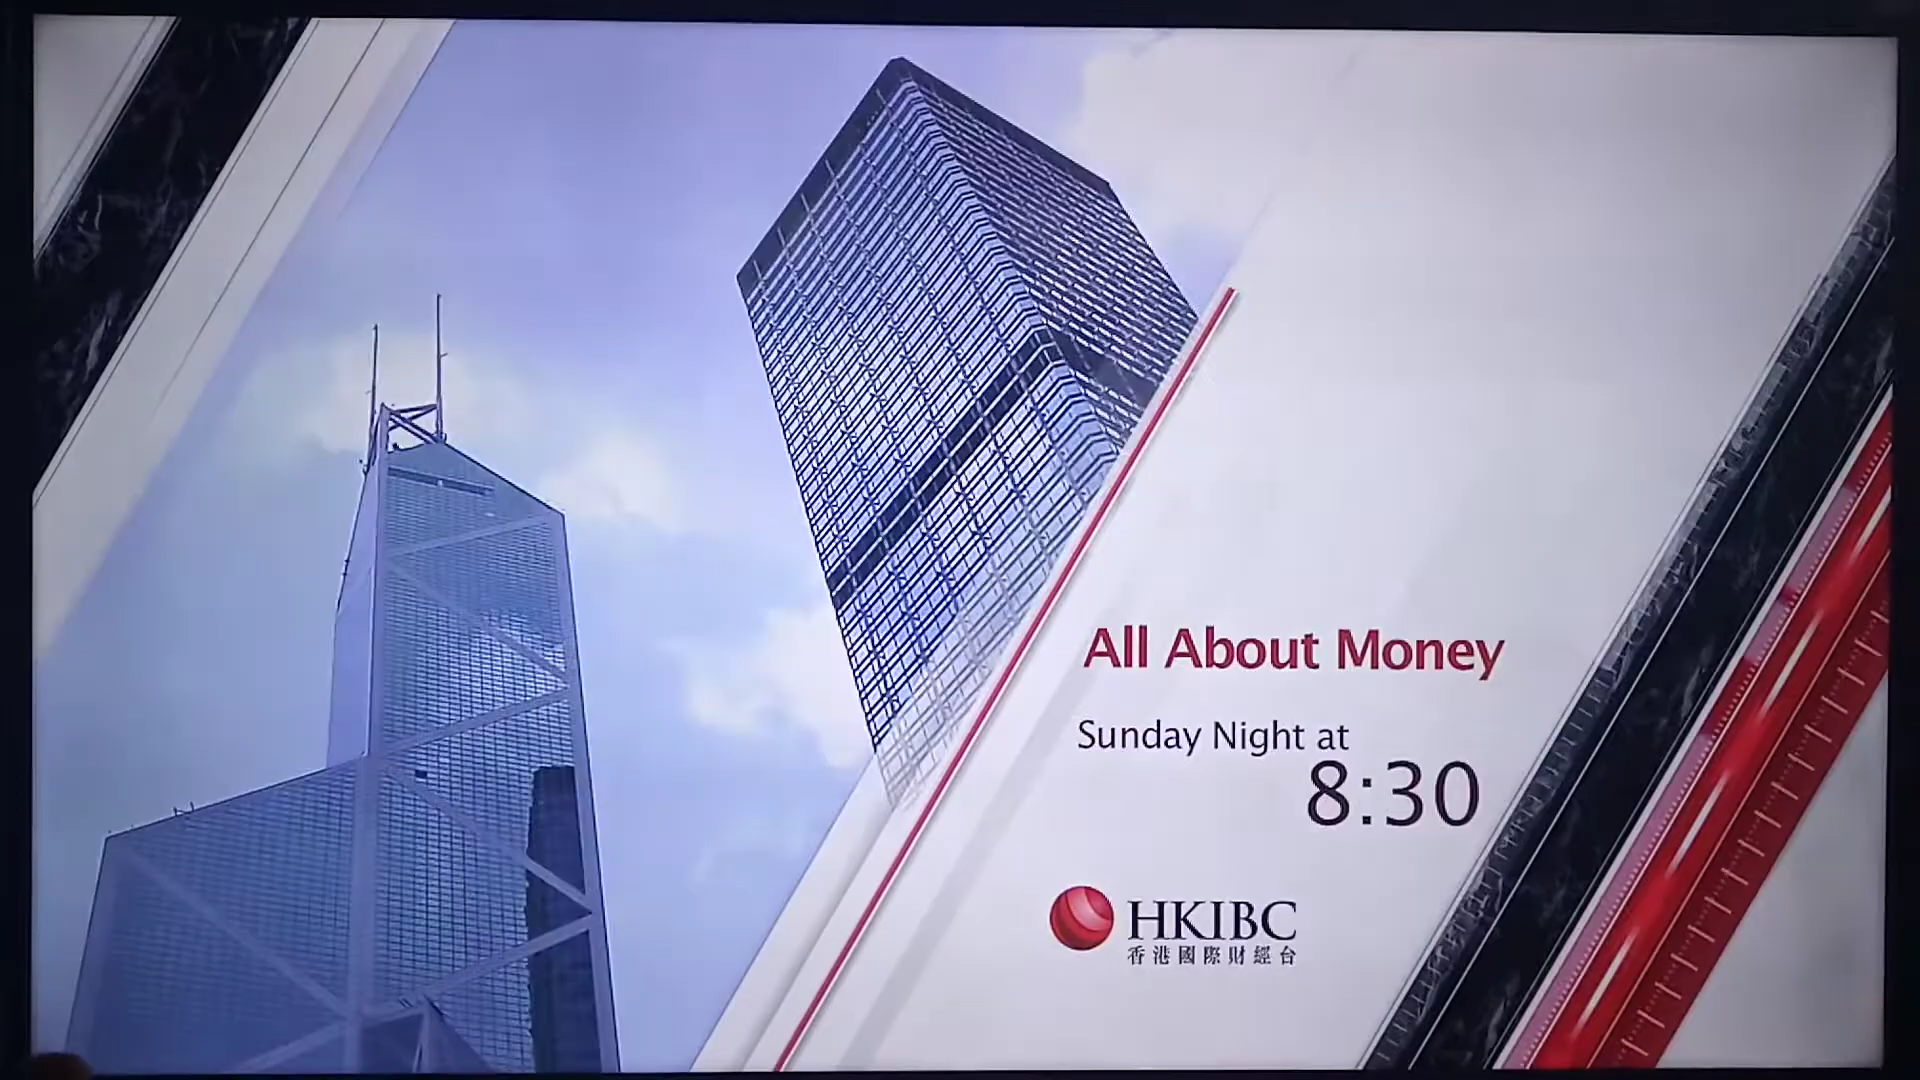 All About Money
Sunday Night at
8:30
HKIBC
香港國際財經台